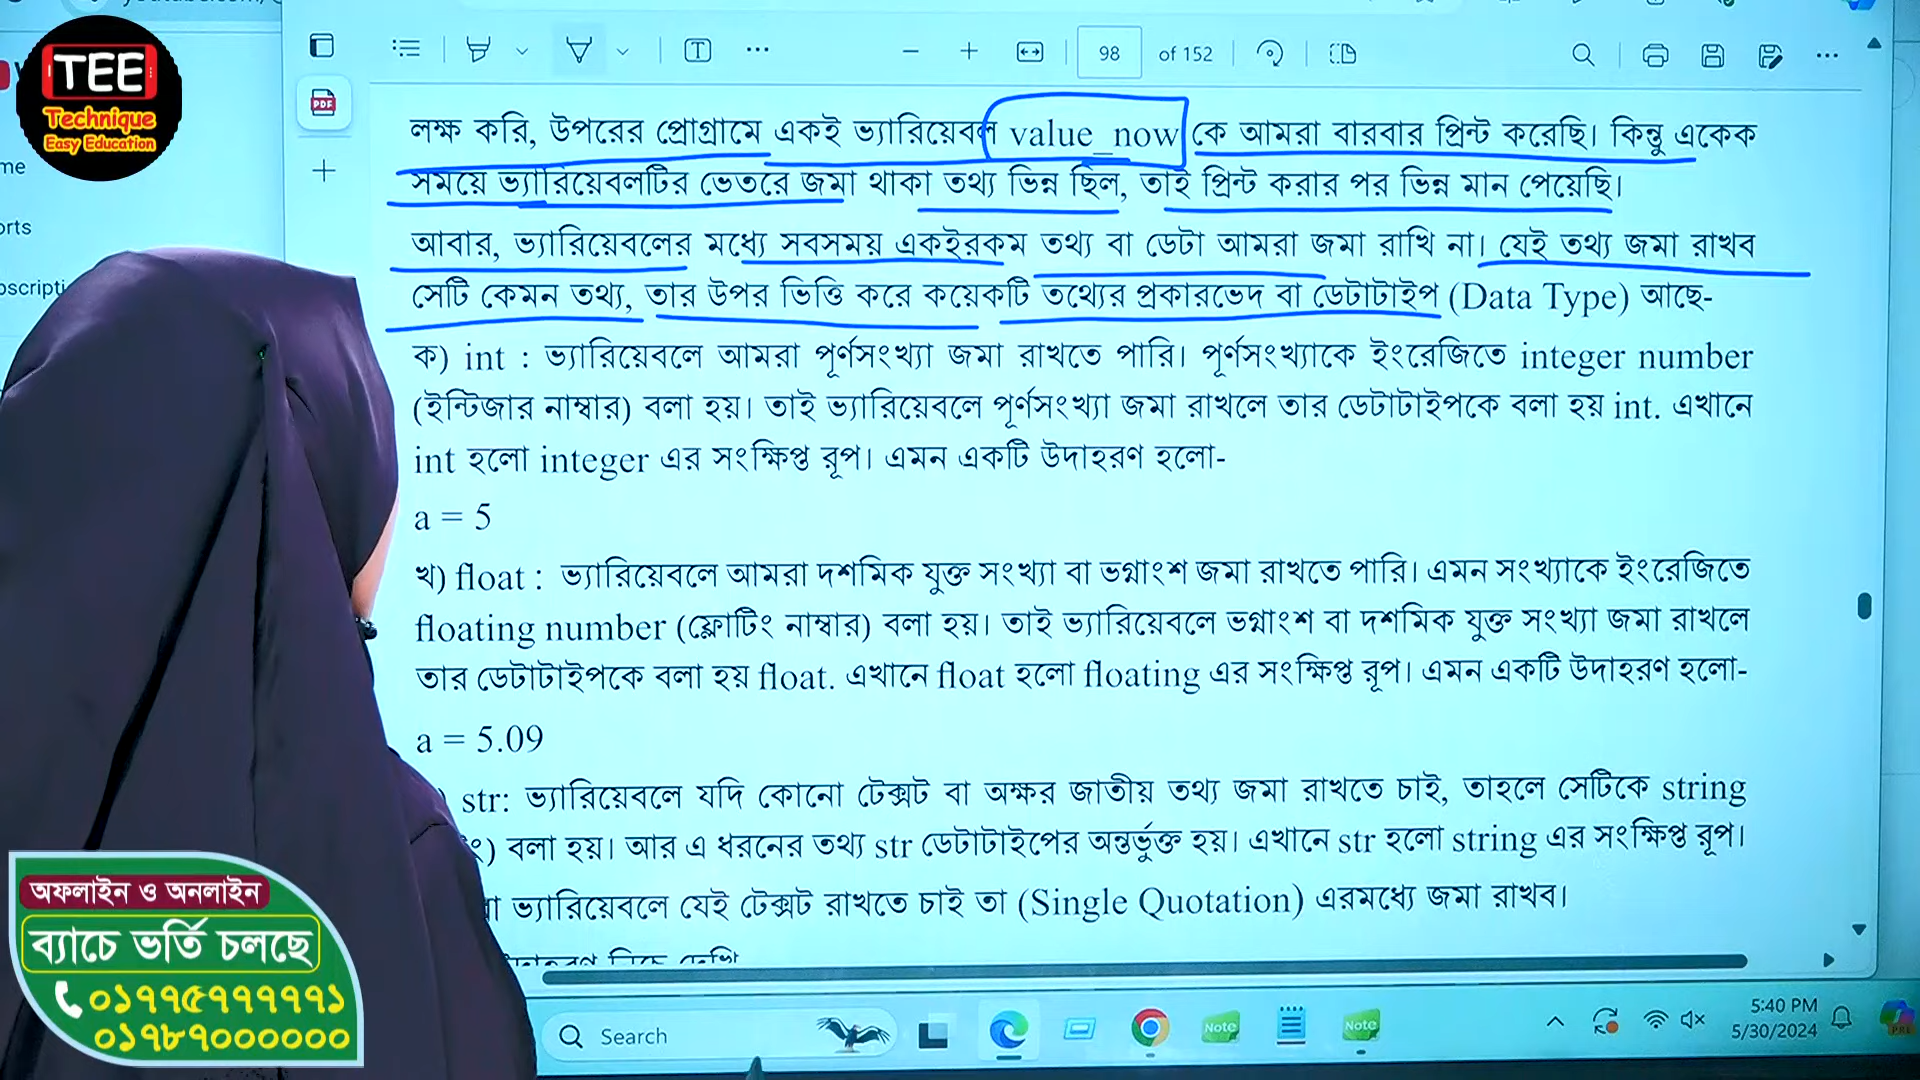 TEE
Technique
Easy Education
98 of 152
লক্ষ করি, উপরের প্রোগ্রামে একই ভ্যারিয়েবল value_now কে আমরা বারবার প্রিন্ট করেছি। কিন্তু একেক
সময়ে ভ্যারিয়েবলটির ভেতরে জমা থাকা তথ্য ভিন্ন ছিল, তাই প্রিন্ট করার পর ভিন্ন মান পেয়েছি।
আবার, ভ্যারিয়েবলের মধ্যে সবসময় একইরকম তথ্য বা ডেটা আমরা জমা রাখি না। যেই তথ্য জমা রাখব
সেটি কেমন তথ্য, তার উপর ভিত্তি করে কয়েকটি তথ্যের প্রকারভেদ বা ডেটাটাইপ (Data Type) আছে-
ক) int : ভ্যারিয়েবলে আমরা পূর্ণসংখ্যা জমা রাখতে পারি। পূর্ণসংখ্যাকে ইংরেজিতে integer number
(ইন্টিজার নাম্বার) বলা হয়। তাই ভ্যারিয়েবলে পূর্ণসংখ্যা জমা রাখলে তার ডেটাটাইপকে বলা হয় int. এখানে
int হলো integer এর সংক্ষিপ্ত রূপ। এমন একটি উদাহরণ হলো-
a = 5
খ) float : ভ্যারিয়েবলে আমরা দশমিক যুক্ত সংখ্যা বা ভগ্নাংশ জমা রাখতে পারি। এমন সংখ্যাকে ইংরেজিতে
floating number (ফ্লোটিং নাম্বার) বলা হয়। তাই ভ্যারিয়েবলে ভগ্নাংশ বা দশমিক যুক্ত সংখ্যা জমা রাখলে
তার ডেটাটাইপকে বলা হয় float. এখানে float হলো floating এর সংক্ষিপ্ত রূপ। এমন একটি উদাহরণ হলো-
a = 5.09
) str: ভ্যারিয়েবলে যদি কোনো টেক্সট বা অক্ষর জাতীয় তথ্য জমা রাখতে চাই, তাহলে সেটিকে string
) বলা হয়। আর এ ধরনের তথ্য str ডেটাটাইপের অন্তর্ভুক্ত হয়। এখানে str হলো string এর সংক্ষিপ্ত রূপ।
ভ্যারিয়েবলে যেই টেক্সট রাখতে চাই তা (Single Quotation) এরমধ্যে জমা রাখব।
অফলাইন ও অনলাইন
ব্যাচে ভর্তি চলছে
০১৭৭৫৭৭৭৭৭১
০১৭৮৭০০০০০০
Search
Note
Note
5:40 PM
5/30/2024